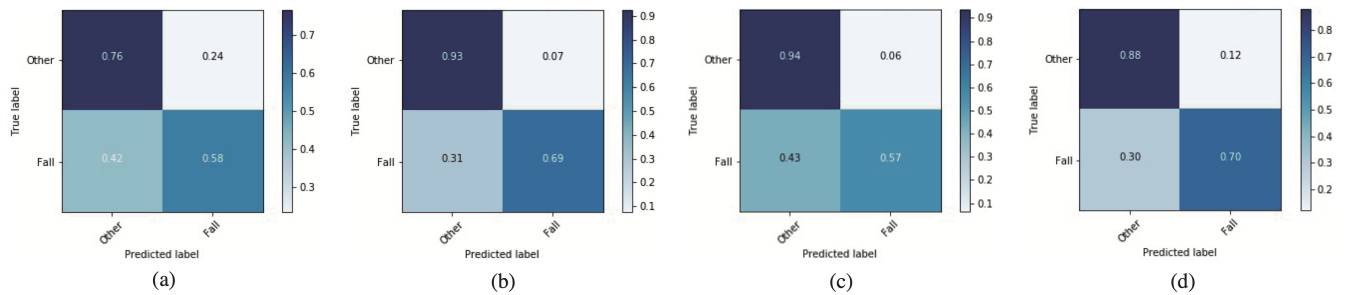 Other
Fall
True label
0.76
0.24
0.42
0.58
Other
Fall
Predicted label
0.7
0.6
0.5
0.4
0.3
(a)
Other
Fall
True label
0.93
0.07
0.31
0.69
Other
Fall
Predicted label
0.9
0.8
0.7
0.6
0.5
0.4
0.3
0.2
0.1
(b)
Other
Fall
True label
0.94
0.06
0.43
0.57
Other
Fall
Predicted label
0.9
0.8
0.7
0.6
0.5
0.4
0.3
0.2
0.1
(c)
Other
Fall
True label
0.88
0.12
0.30
0.70
Other
Fall
Predicted label
0.8
0.7
0.6
0.5
0.4
0.3
0.2
(d)